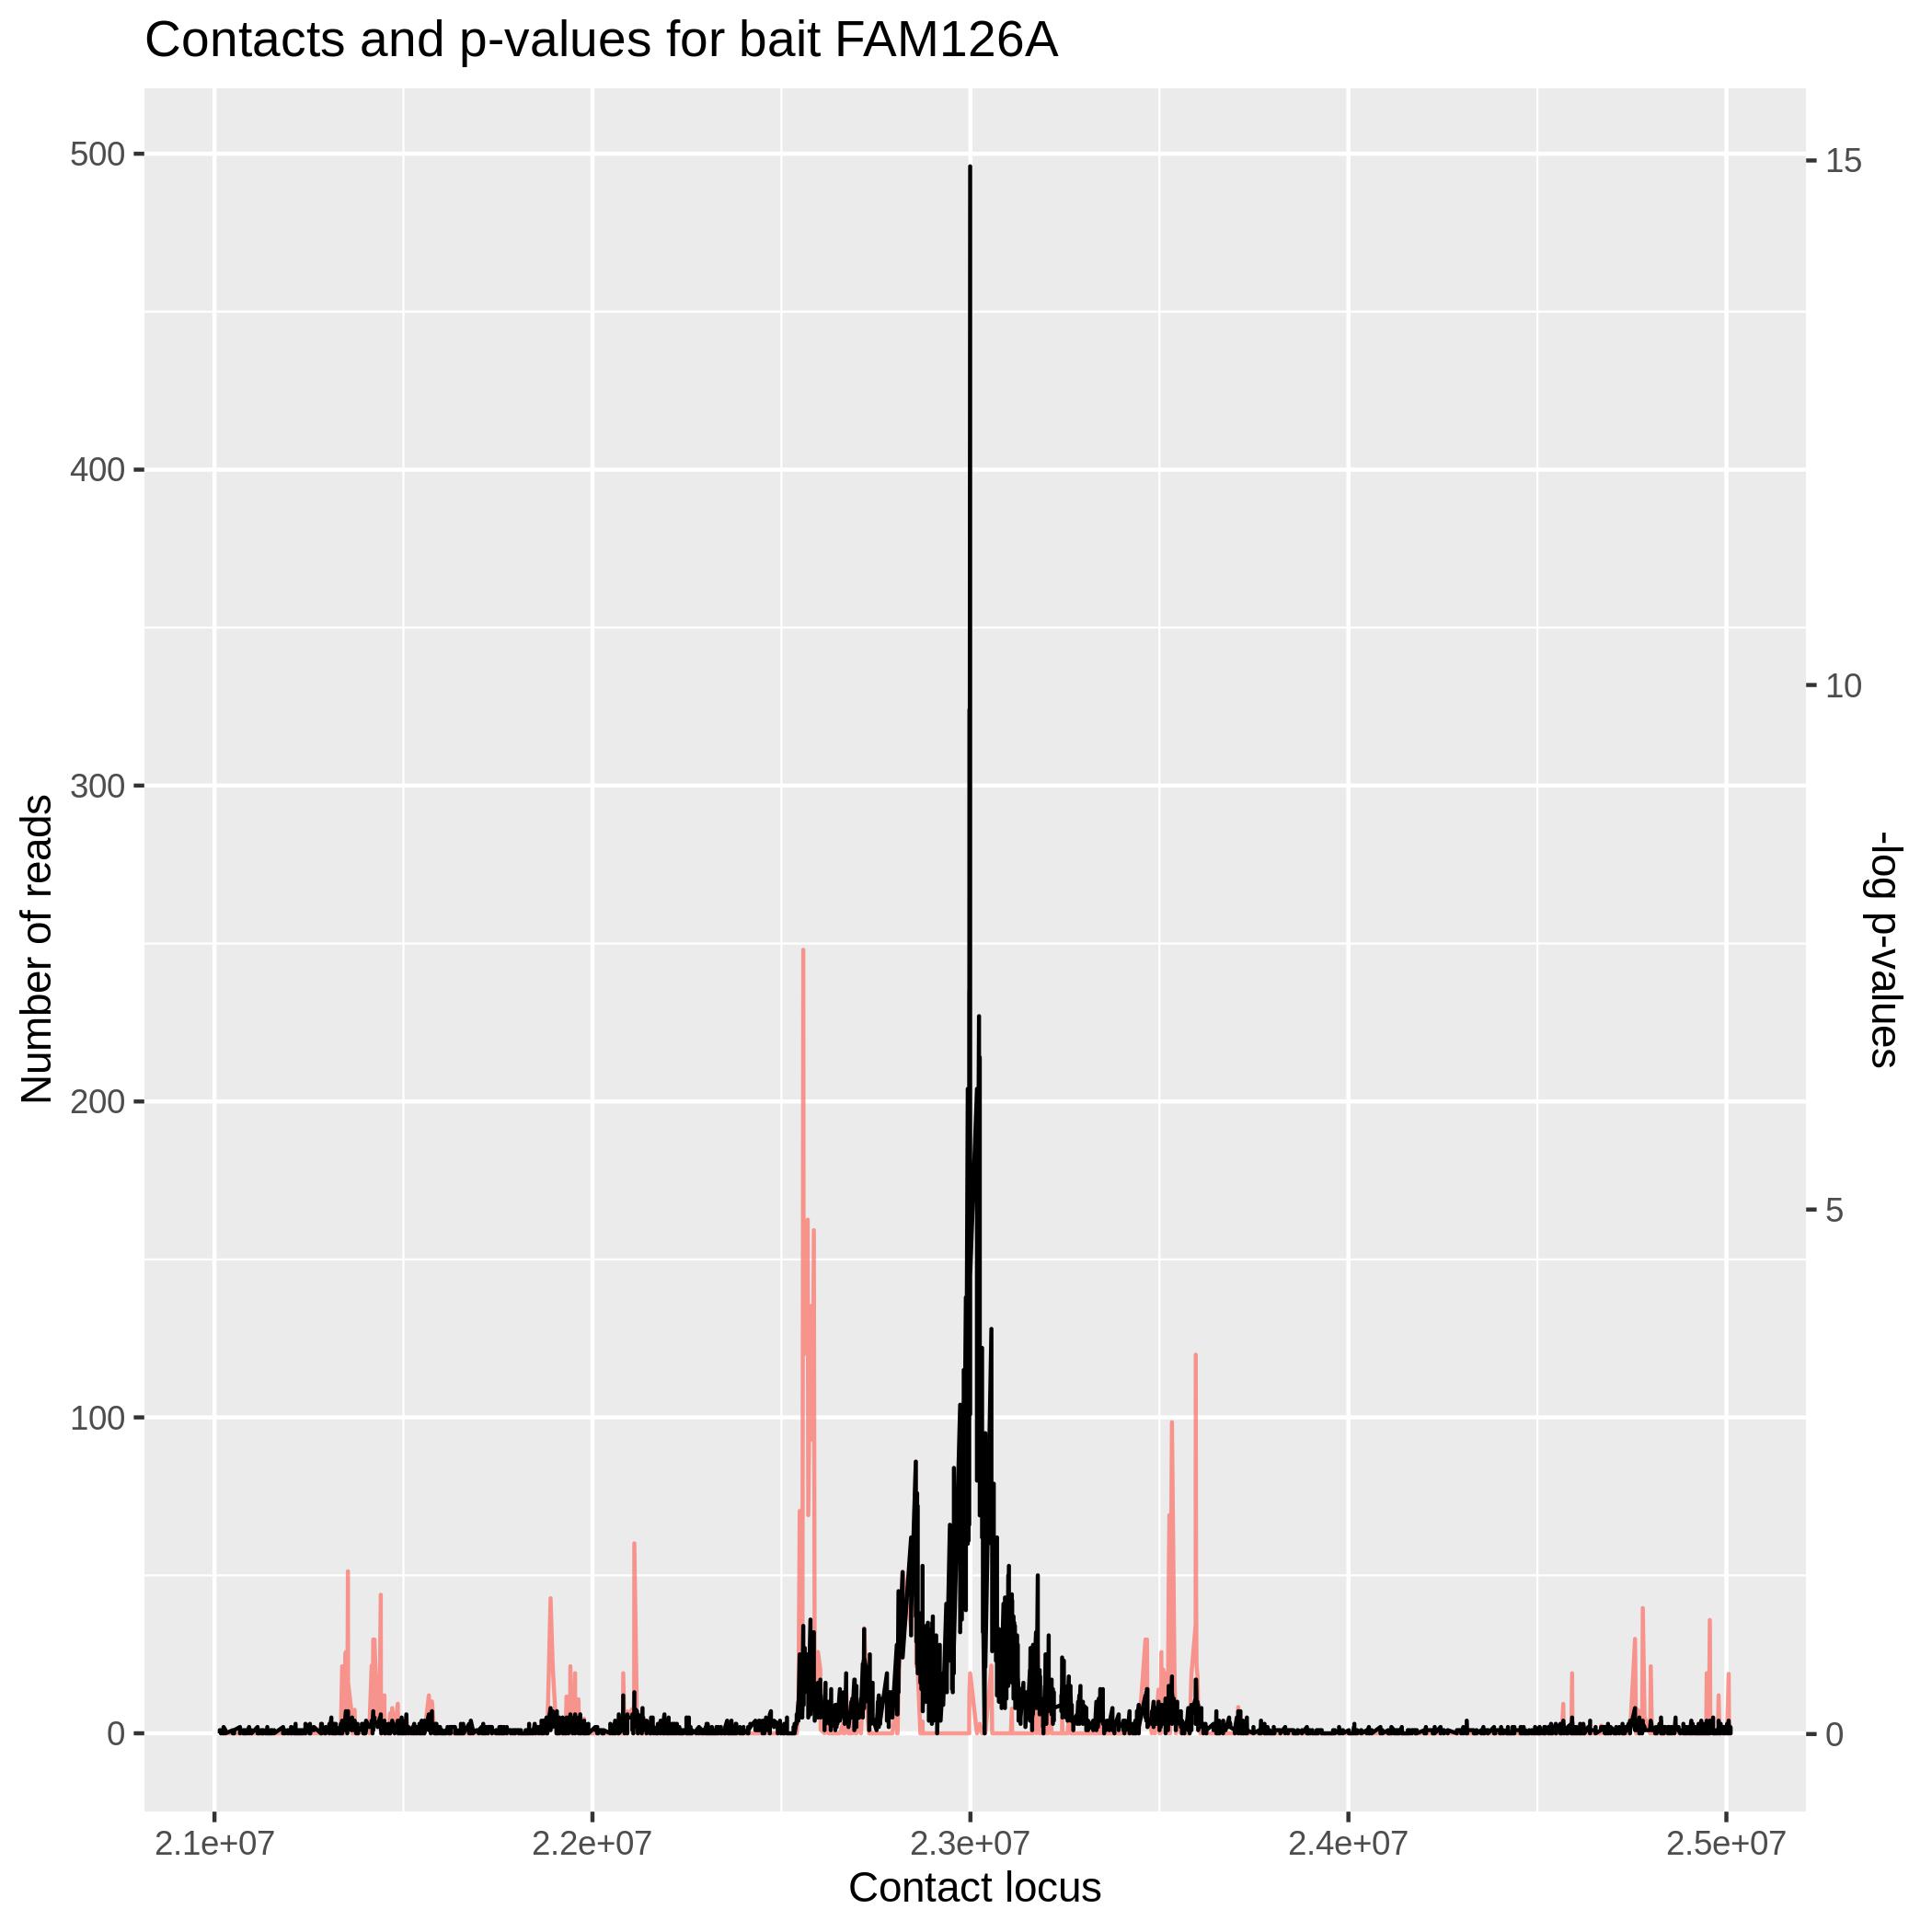 Contacts and p-values for bait FAM126A
500
400
300
200
100
0
Number of reads
15
10
5
0
-log p-values
2.1e+07
2.2e+07
2.3e+07
2.4e+07
2.5e+07
Contact locus